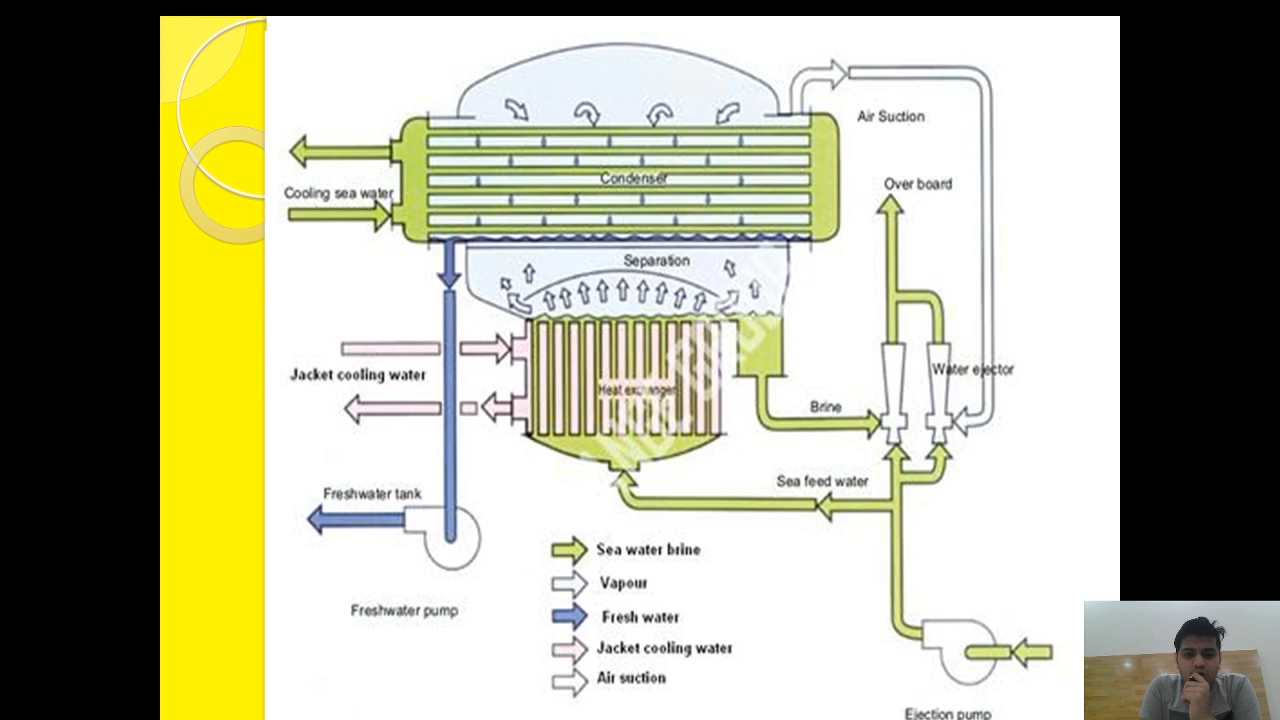 Air Suction
Condenser
Over board
Cooling sea water
Separation
Water ejector
Jacket cooling water
Heat exchanger
Brine
Sea feed water
Freshwater tank
Sea water brine
Vapour
Freshwater pump
Fresh water
Jacket cooling water
Air suction
Ejection pump